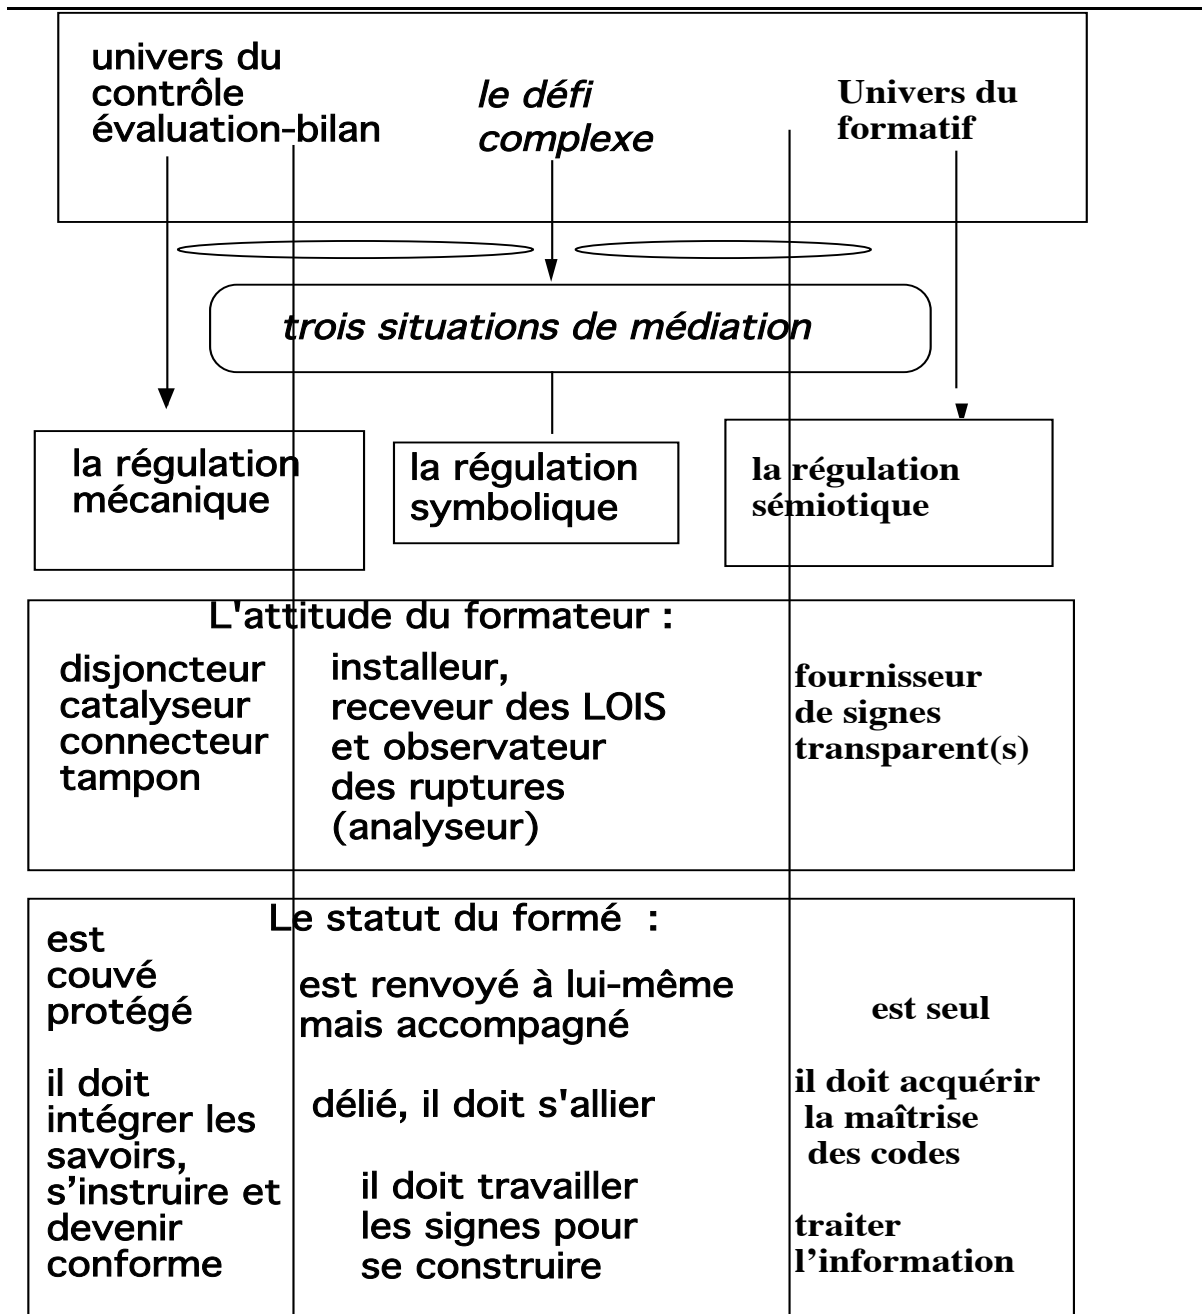 univers du
contrôle
évaluation-bilan
le défi
complexe
Univers du
formatif
trois situations de médiation
la régulation
mécanique
la régulation
symbolique
la régulation
sémiotique
L'attitude du formateur :
disjoncteur
catalyseur
connecteur
tampon
installeur,
receveur des LOIS
et observateur
des ruptures
(analyseur)
fournisseur
de signes
transparent(s)
Le statut du formé :
est
couvé
protégé
il doit
intégrer les
savoirs,
s’instruire et
devenir
conforme
est renvoyé à lui-même
mais accompagné
délié, il doit s'allier
il doit travailler
les signes pour
se construire
est seul
il doit acquérir
la maîtrise
des codes
traiter
l’information